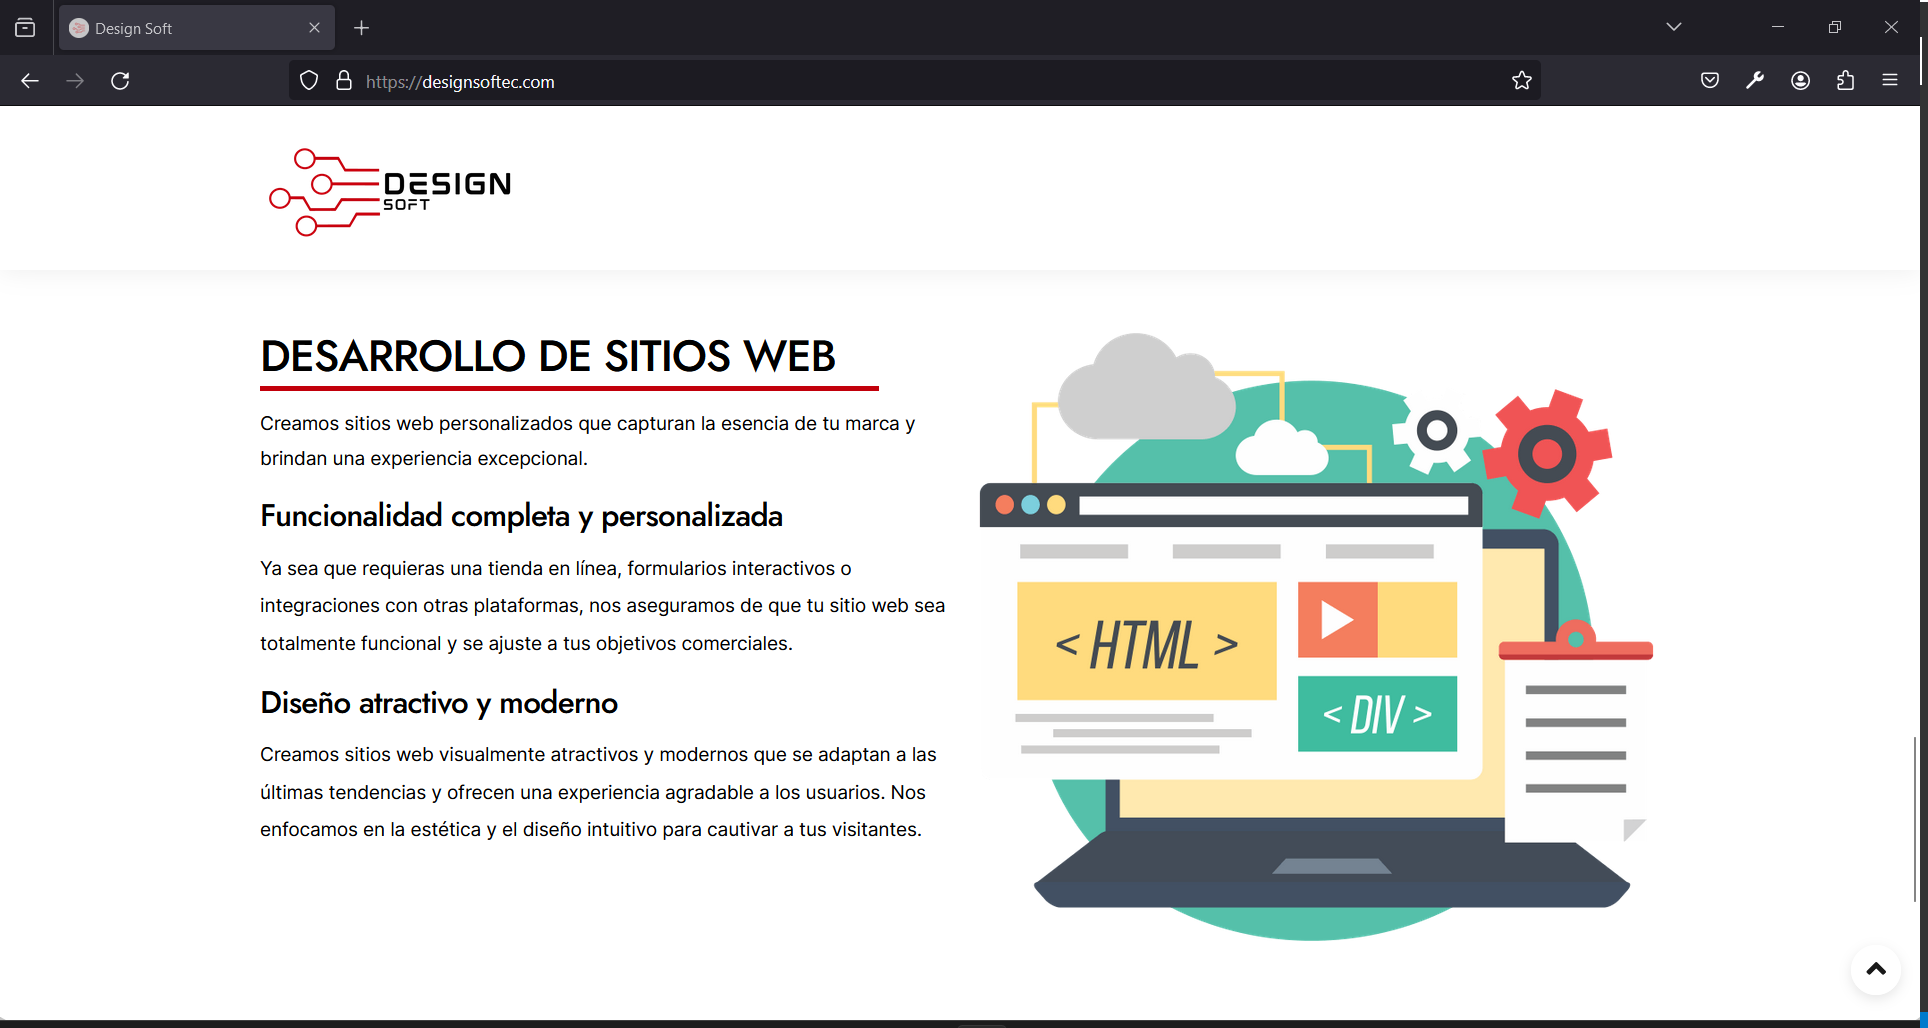 Design Soft
https://designsoftec.com
DESIGN
SOFT
DESARROLLO DE SITIOS WEB
Creamos sitios web personalizados que capturan la esencia de tu marca y
brindan una experiencia excepcional.
Funcionalidad completa y personalizada
Ya sea que requieras una tienda en línea, formularios interactivos o
integraciones con otras plataformas, nos aseguramos de que tu sitio web sea
totalmente funcional y se ajuste a tus objetivos comerciales.
Diseño atractivo y moderno
Creamos sitios web visualmente atractivos y modernos que se adaptan a las
últimas tendencias y ofrecen una experiencia agradable a los usuarios. Nos
enfocamos en la estética y el diseño intuitivo para cautivar a tus visitantes.
< HTML >
< DIV >